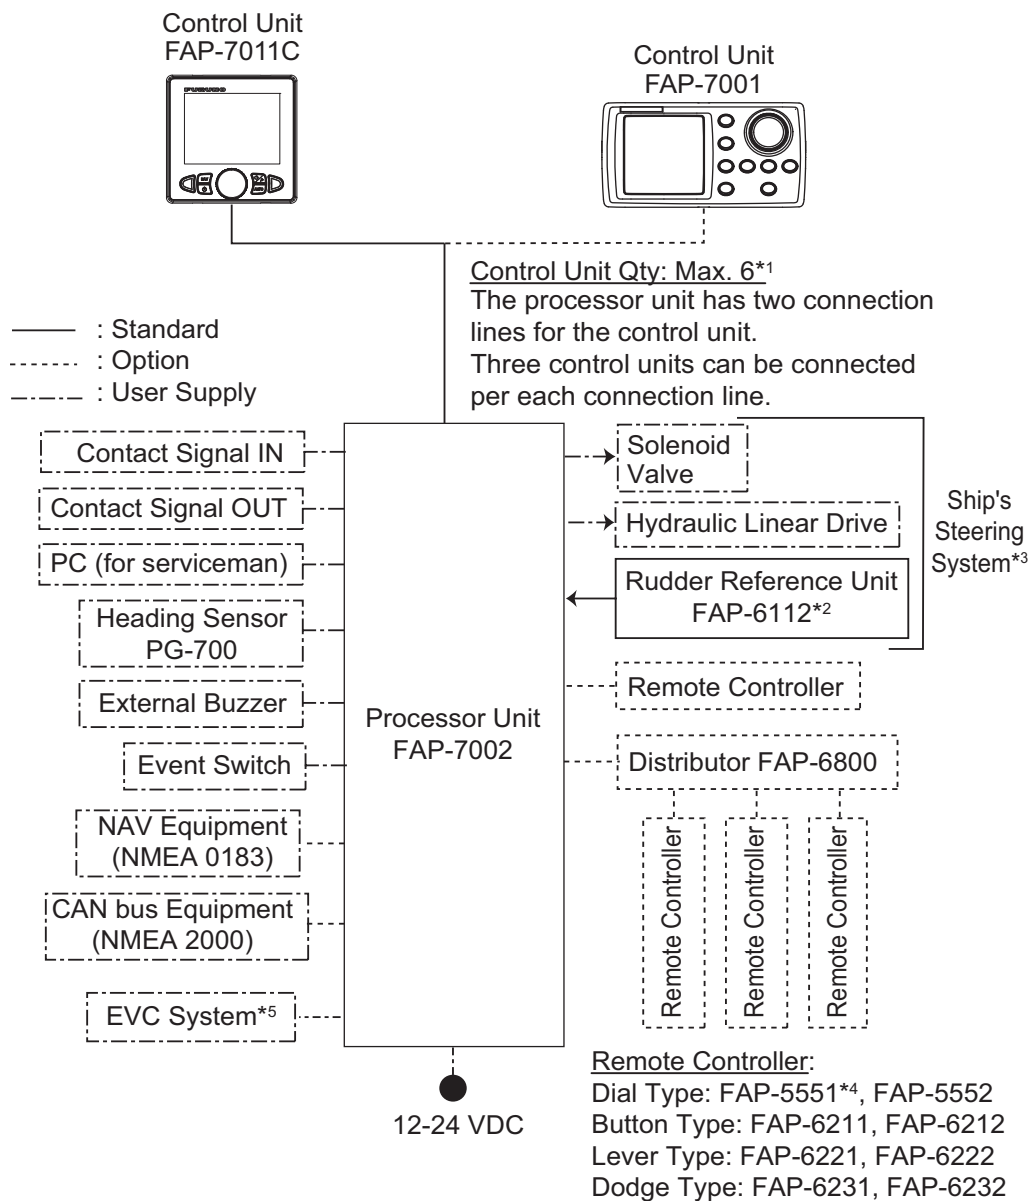 Control Unit
FAP-7011C
Control Unit
FAP-7001
FURUNO
Control Unit Qty: Max. 6*1
The processor unit has two connection
lines for the control unit.
Three control units can be connected
per each connection line.
: Standard
: Option
: User Supply
Contact Signal IN
Contact Signal OUT
PC (for serviceman)
Heading Sensor
PG-700
External Buzzer
Event Switch
NAV Equipment
(NMEA 0183)
CAN bus Equipment
(NMEA 2000)
EVC System*5
Processor Unit
FAP-7002
12-24 VDC
Solenoid
Valve
Hydraulic Linear Drive
Rudder Reference Unit
FAP-6112*2
Ship's
Steering
System*3
Remote Controller
Distributor FAP-6800
Remote Controller
Remote Controller
Remote Controller
Remote Controller:
Dial Type: FAP-5551*4, FAP-5552
Button Type: FAP-6211, FAP-6212
Lever Type: FAP-6221, FAP-6222
Dodge Type: FAP-6231, FAP-6232